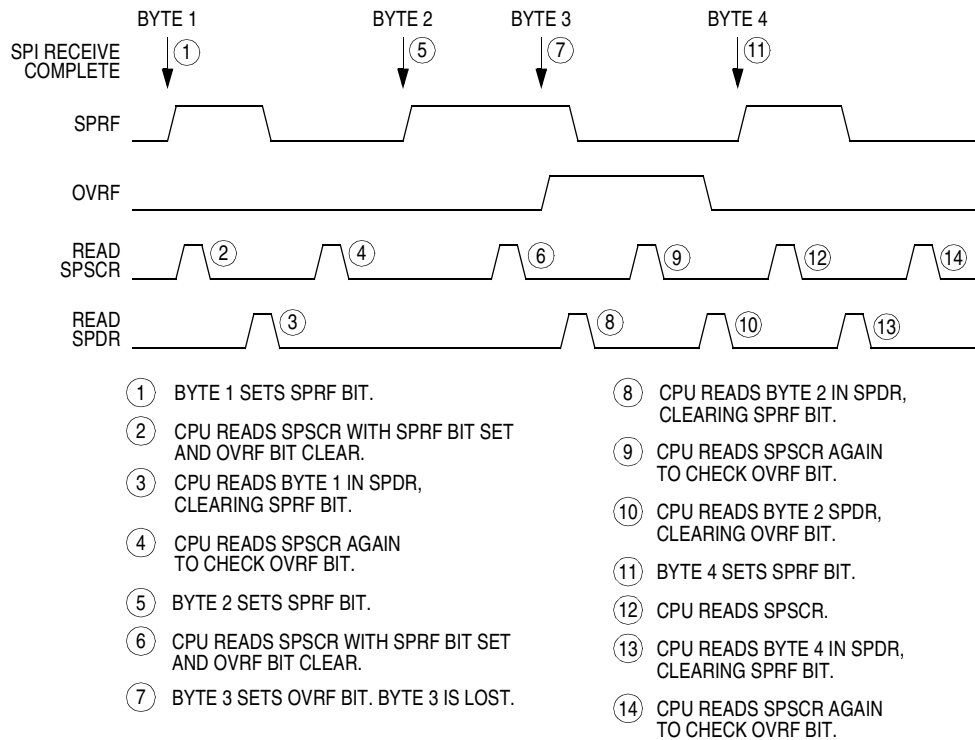 BYTE 1 BYTE 2 BYTE 3 BYTE 4
SPI RECEIVE
COMPLETE
1 5 7 11
SPRF
OVRF
READ
SPSCR
2 4 6 9 12 14
READ
SPDR
3 8 10 13
1 BYTE 1 SETS SPRF BIT.
2 CPU READS SPSCR WITH SPRF BIT SET
AND OVRF BIT CLEAR.
3 CPU READS BYTE 1 IN SPDR,
CLEARING SPRF BIT.
4 CPU READS SPSCR AGAIN
TO CHECK OVRF BIT.
5 BYTE 2 SETS SPRF BIT.
6 CPU READS SPSCR WITH SPRF BIT SET
AND OVRF BIT CLEAR.
7 BYTE 3 SETS OVRF BIT. BYTE 3 IS LOST.
8 CPU READS BYTE 2 IN SPDR,
CLEARING SPRF BIT.
9 CPU READS SPSCR AGAIN
TO CHECK OVRF BIT.
10 CPU READS BYTE 2 SPDR,
CLEARING OVRF BIT.
11 BYTE 4 SETS SPRF BIT.
12 CPU READS SPSCR.
13 CPU READS BYTE 4 IN SPDR,
CLEARING SPRF BIT.
14 CPU READS SPSCR AGAIN
TO CHECK OVRF BIT.